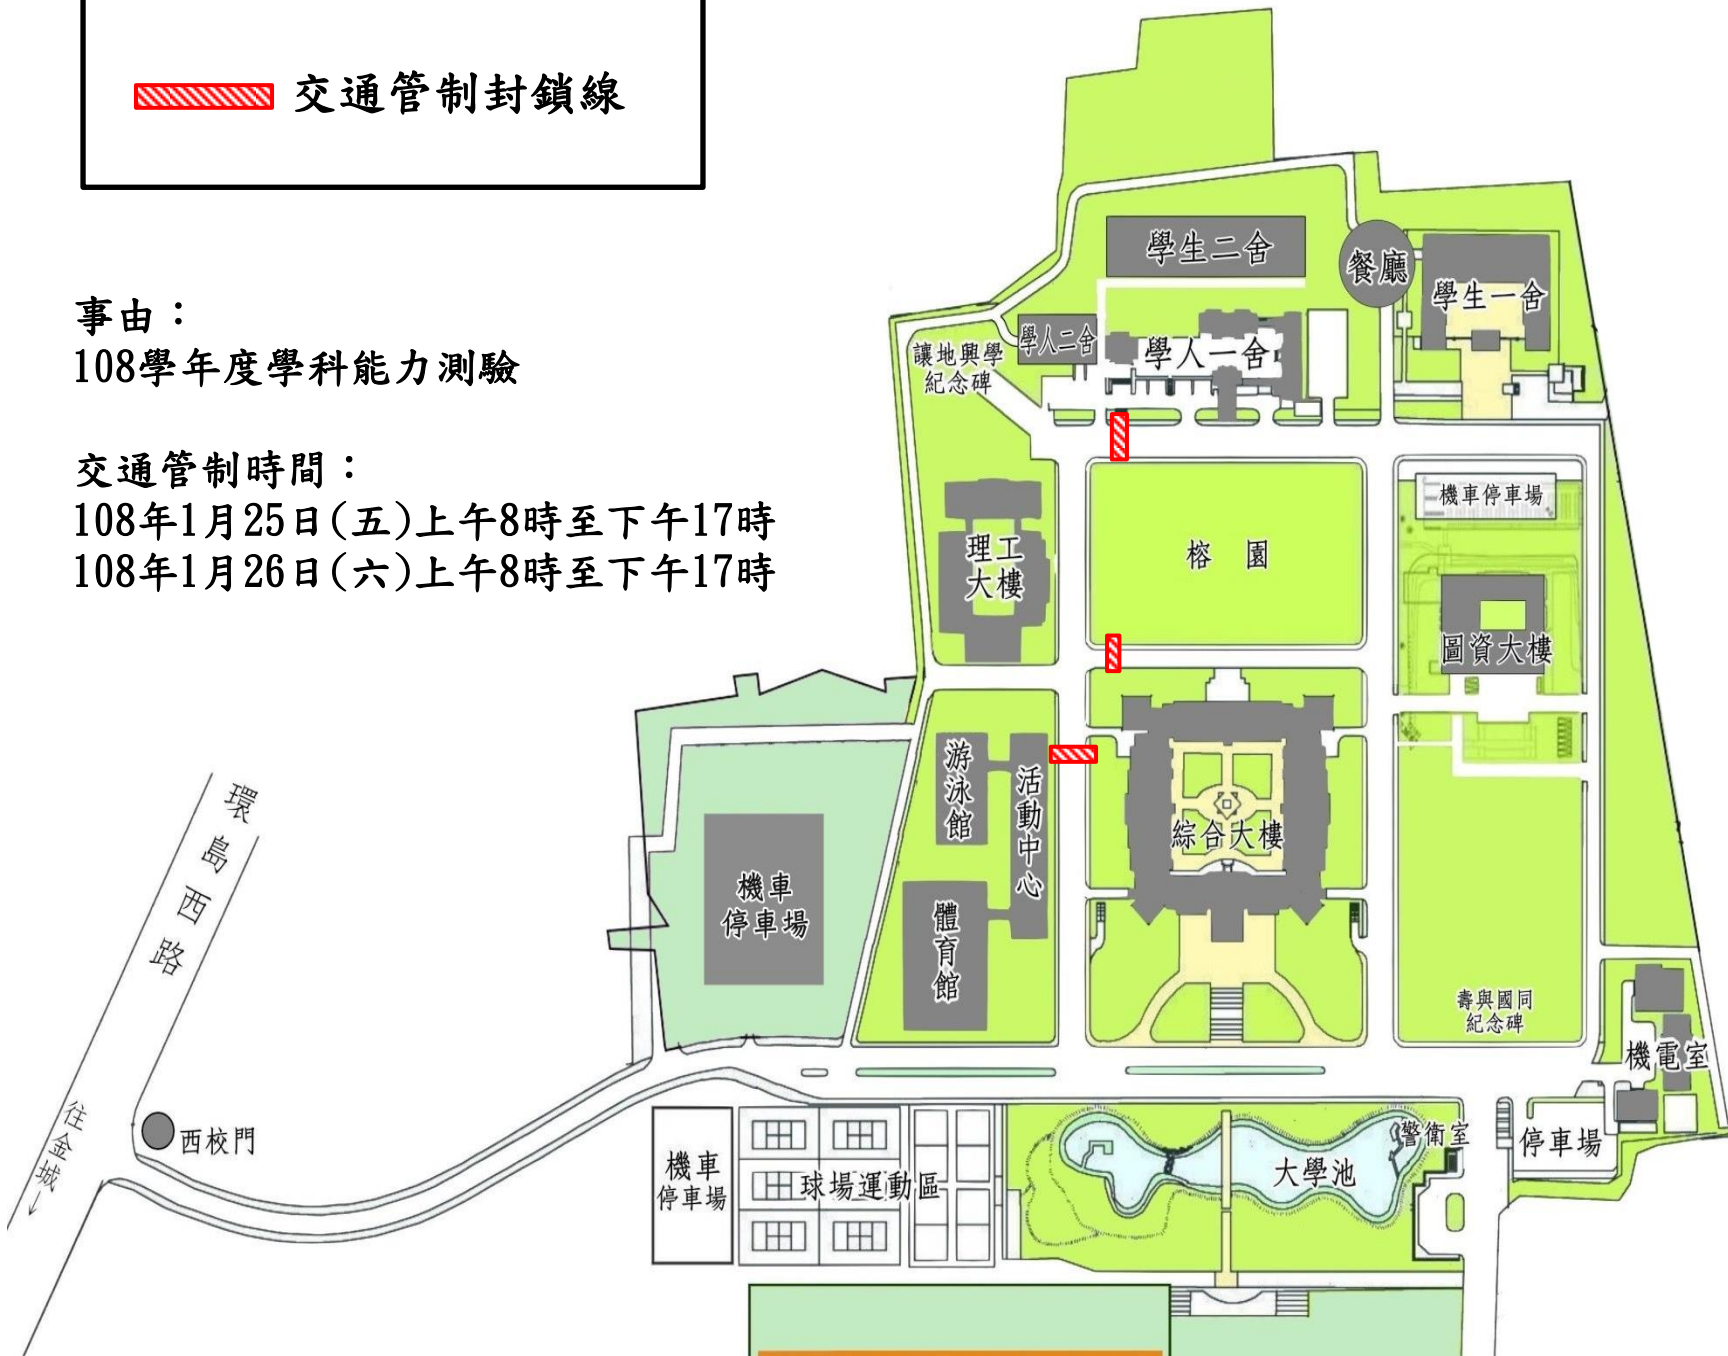 交通管制封鎖線
事由：
108學年度學科能力測驗
交通管制時間：
108年1月25日(五)上午8時至下午17時
108年1月26日(六)上午8時至下午17時
學生二舍
餐廳
學生一舍
學人二舍
學人一舍
讓地興學
紀念碑
機車停車場
理工
大樓
榕園
圖資大樓
游泳館
活動中心
綜合大樓
環島西路
機車
停車場
體育館
壽與國同
紀念碑
機電室
往金城↓
西校門
機車
停車場
球場運動區
大學池
警衛室
停車場